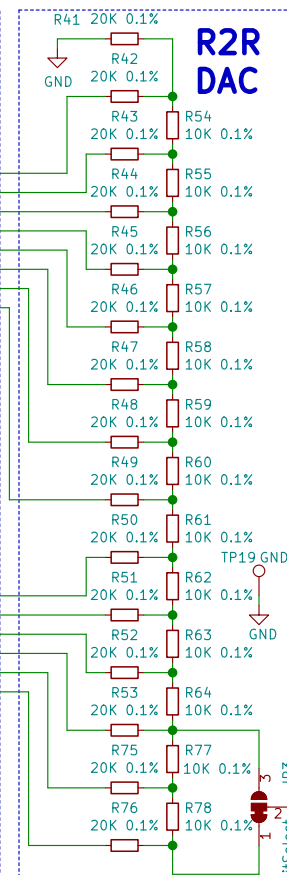 R41 20K 0.1%
R2R
DAC
GND
R42
20K 0.1%
R43
20K 0.1%
R54
10K 0.1%
R44
20K 0.1%
R55
10K 0.1%
R45
20K 0.1%
R56
10K 0.1%
R46
20K 0.1%
R57
10K 0.1%
R47
20K 0.1%
R58
10K 0.1%
R48
20K 0.1%
R59
10K 0.1%
R49
20K 0.1%
R60
10K 0.1%
R50
20K 0.1%
R61
10K 0.1%
TP19 GND
R51
20K 0.1%
R62
10K 0.1%
GND
R52
20K 0.1%
R63
10K 0.1%
R53
20K 0.1%
R64
10K 0.1%
R75
20K 0.1%
R77
10K 0.1%
R76
20K 0.1%
R78
10K 0.1%
3
2
1